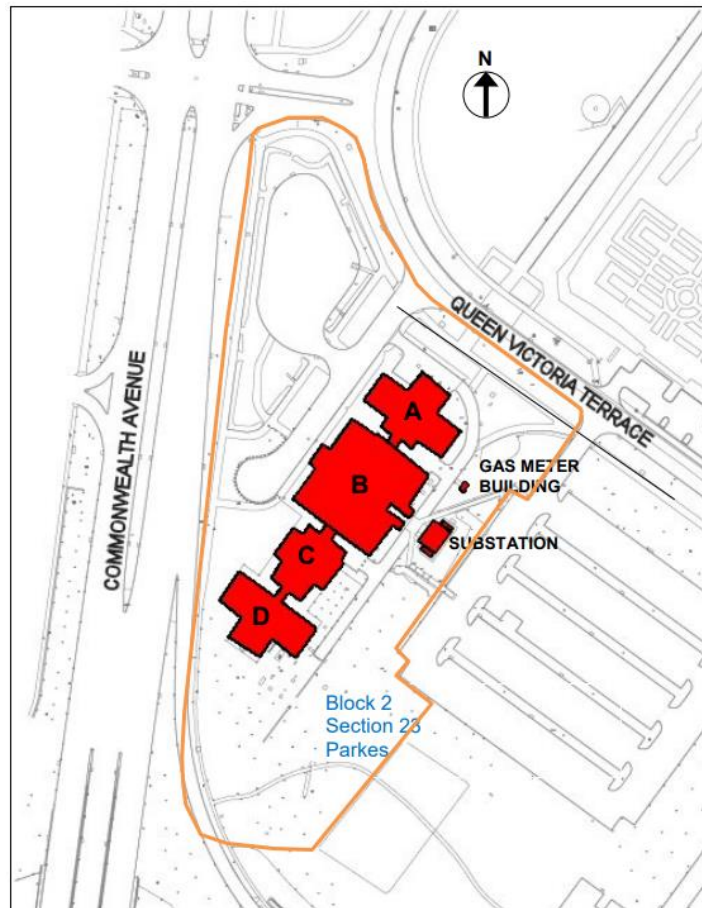 N
COMMONWEALTH AVENUE
QUEEN VICTORIA TERRACE
A
B
GAS METER
BUILDING
SUBSTATION
C
D
Block 2
Section 23
Parkes